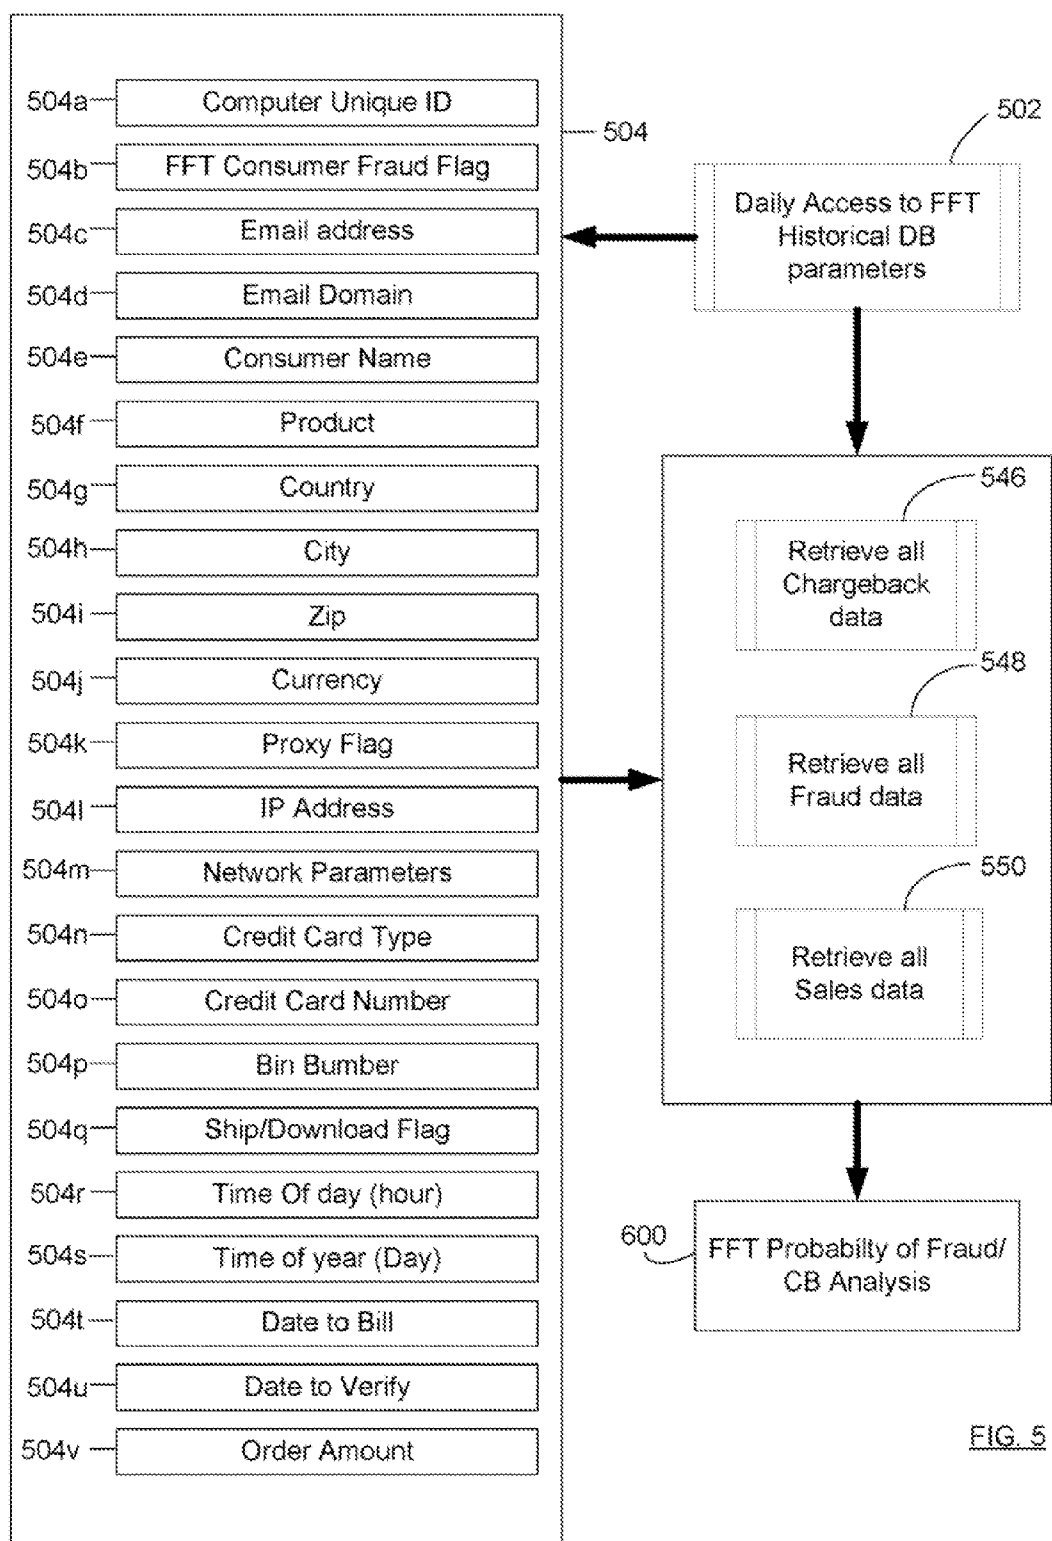 504a Computer Unique ID
504b FFT Consumer Fraud Flag
504c Email address
504d Email Domain
504e Consumer Name
504f Product
504g Country
504h City
504i Zip
504j Currency
504k Proxy Flag
504l IP Address
504m Network Parameters
504n Credit Card Type
504o Credit Card Number
504p Bin Bumber
504q Ship/Download Flag
504r Time Of day (hour)
504s Time of year (Day)
504t Date to Bill
504u Date to Verify
504v Order Amount
504
502
Daily Access to FFT
Historical DB
parameters
546
Retrieve all
Chargeback
data
548
Retrieve all
Fraud data
550
Retrieve all
Sales data
600
FFT Probabilty of Fraud/
CB Analysis
FIG. 5